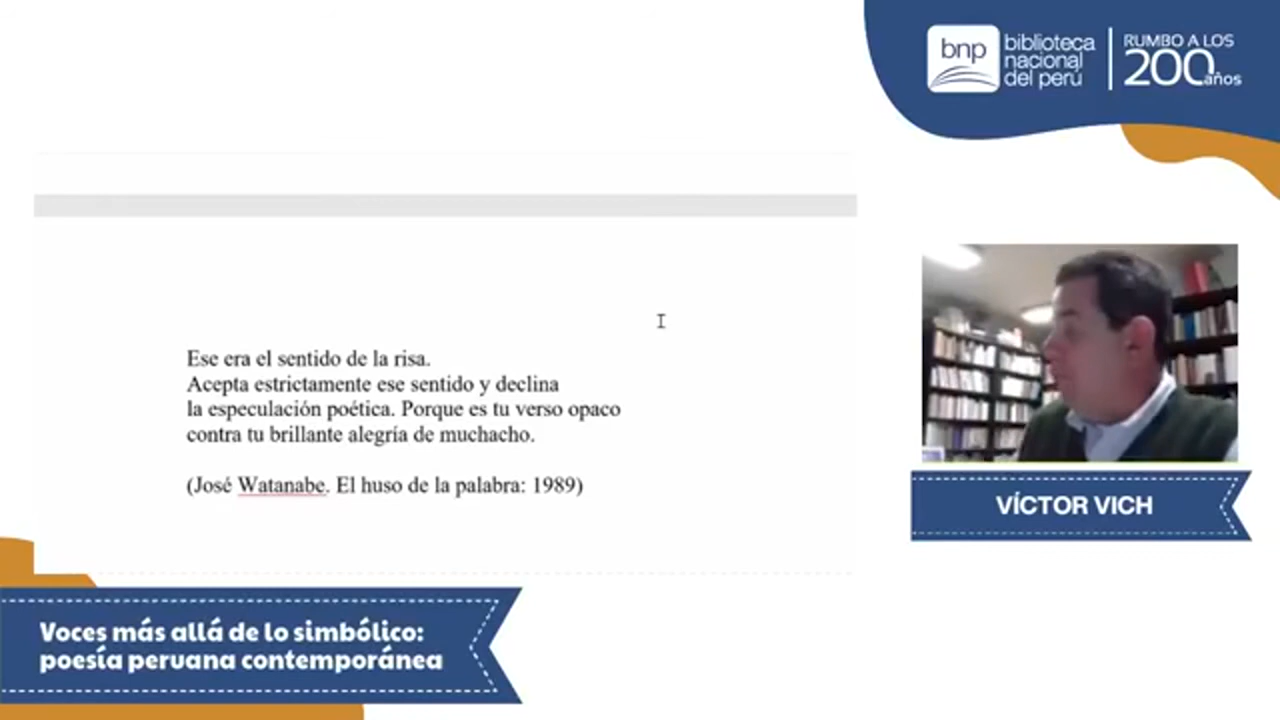 bnp
biblioteca
nacional
del perú
RUMBO A LOS
200 años
Ese era el sentido de la risa.
Acepta estrictamente ese sentido y declina
la especulación poética. Porque es tu verso opaco
contra tu brillante alegría de muchacho.
(José Watanabe. El huso de la palabra: 1989)
VÍCTOR VICH
Voces más allá de lo simbólico:
poesía peruana contemporánea